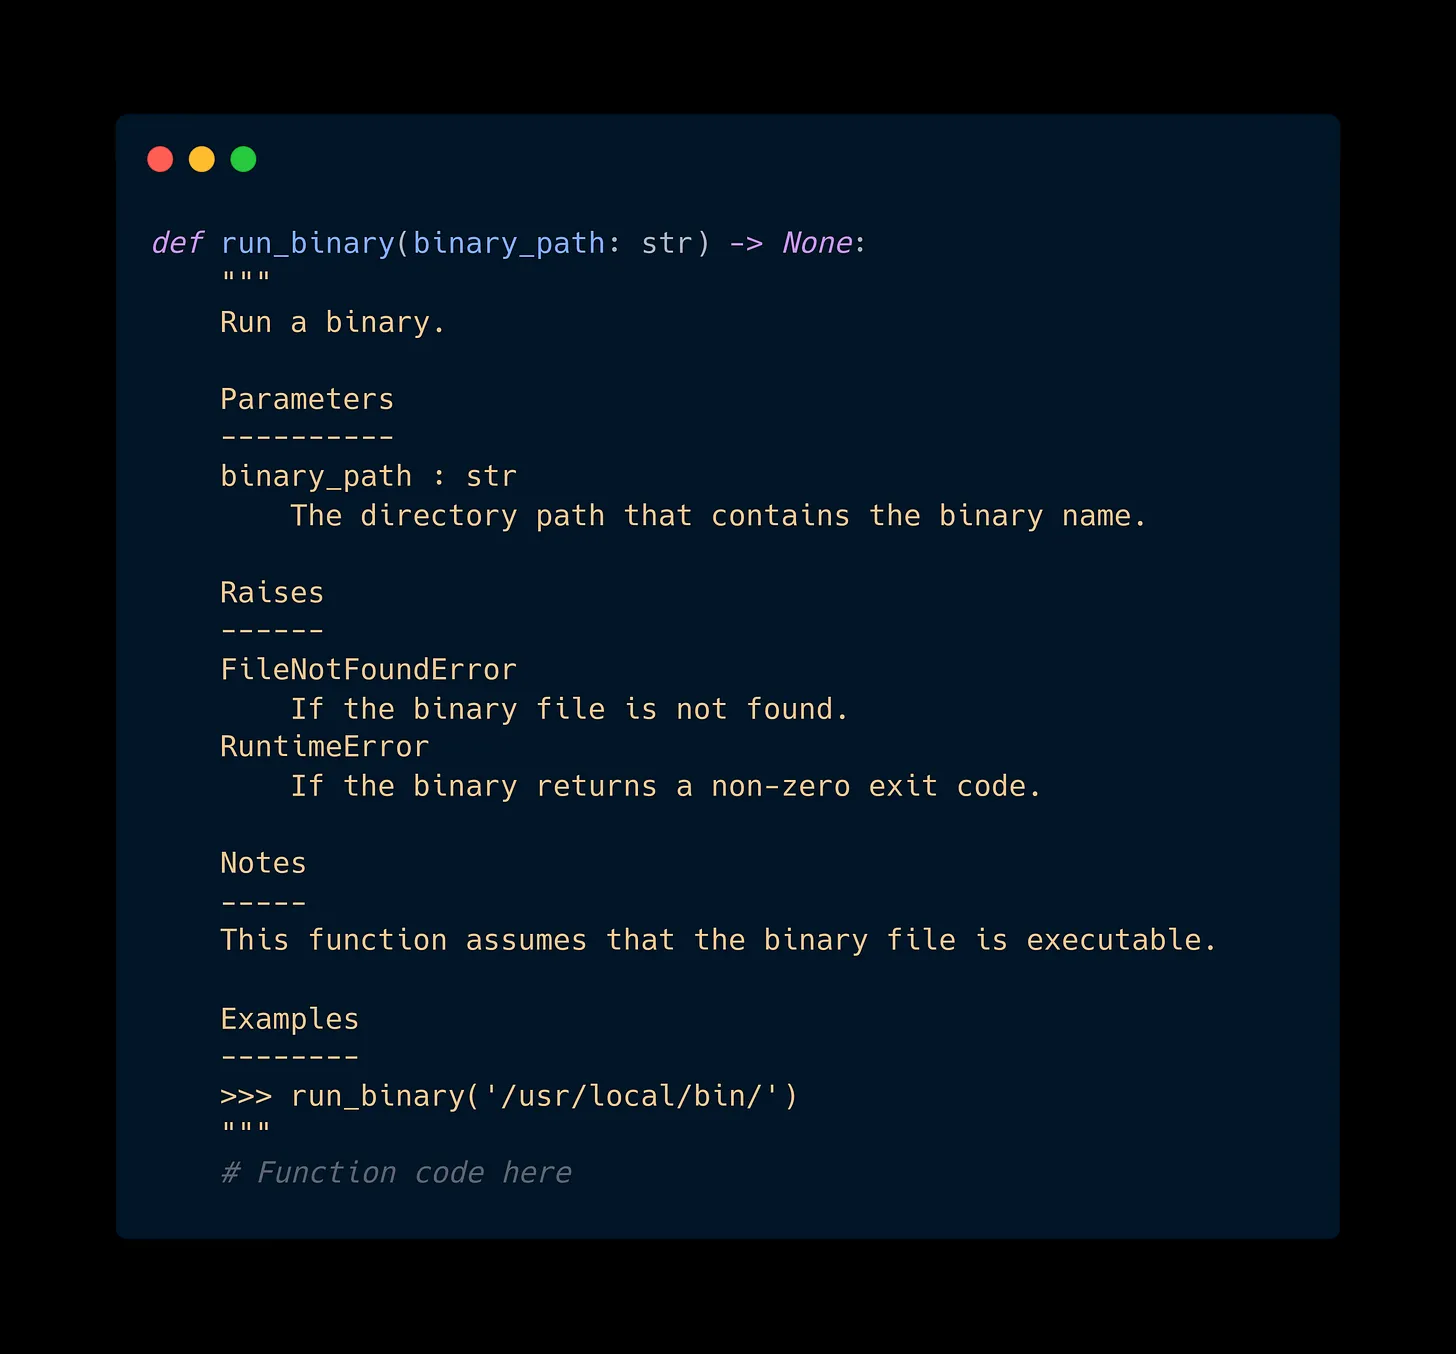 def run_binary(binary_path: str) -> None:
    """
    Run a binary.

    Parameters
    ----------
    binary_path : str
        The directory path that contains the binary name.

    Raises
    ------
    FileNotFoundError
        If the binary file is not found.
    RuntimeError
        If the binary returns a non-zero exit code.

    Notes
    -----
    This function assumes that the binary file is executable.

    Examples
    --------
    >>> run_binary('/usr/local/bin/')
    """
    # Function code here